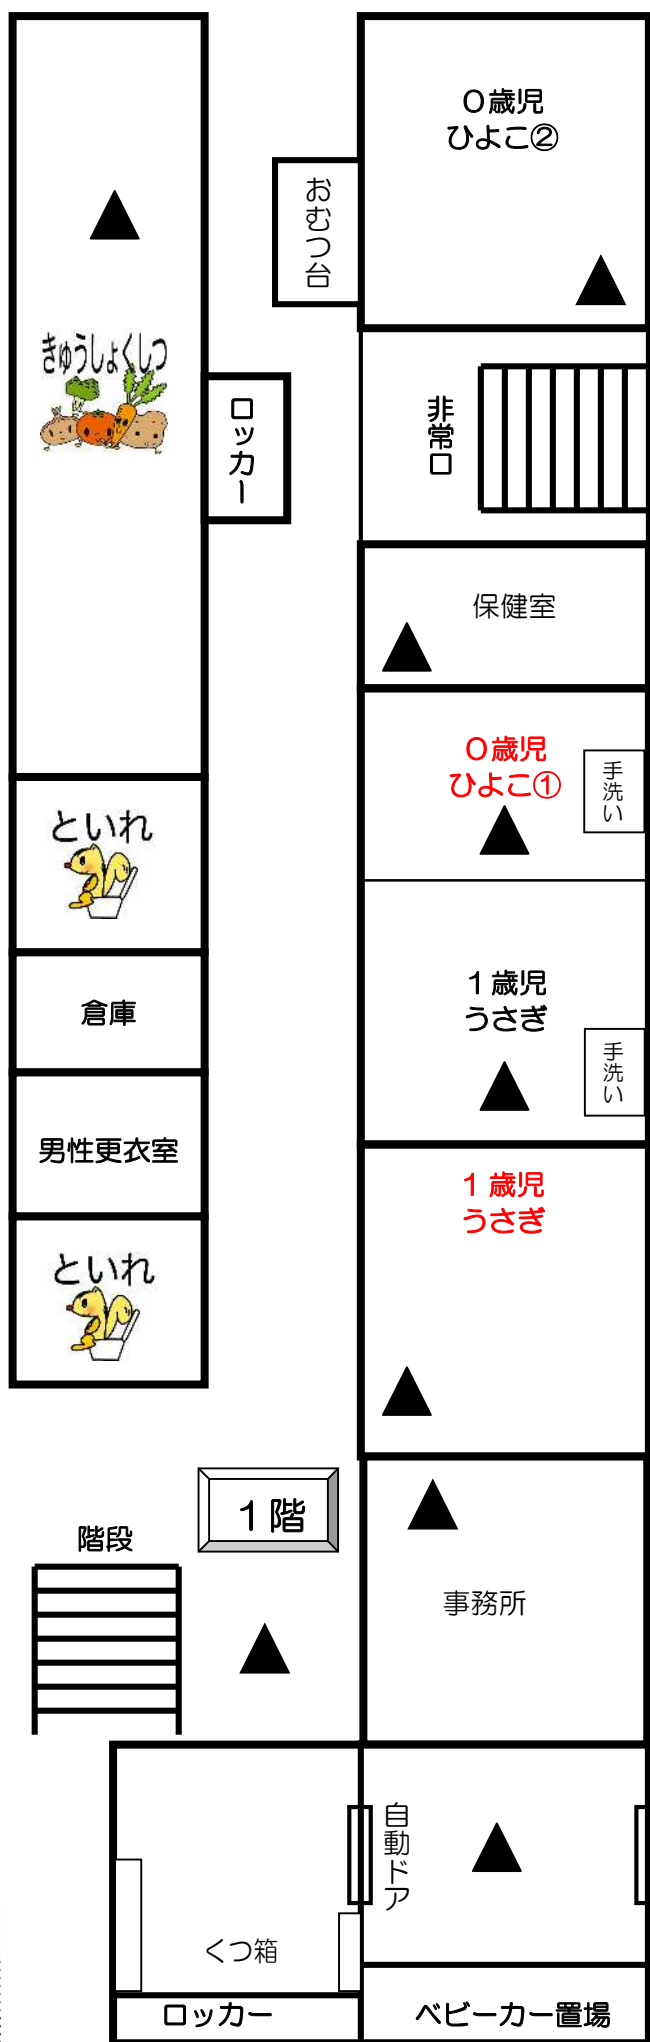 ０歳児
ひよこ②
おむつ台
きゅうしょくしつ
ロッカー
非常口
保健室
０歳児
ひよこ①
手洗い
といれ
１歳児
うさぎ
倉庫
手洗い
男性更衣室
１歳児
うさぎ
といれ
１階
階段
事務所
自動ドア
くつ箱
ロッカー
ベビーカー置場